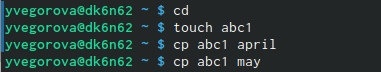 yvegorova@dk6n62 ~ $ cd
yvegorova@dk6n62 ~ $ touch abc1
yvegorova@dk6n62 ~ $ cp abc1 april
yvegorova@dk6n62 ~ $ cp abc1 may